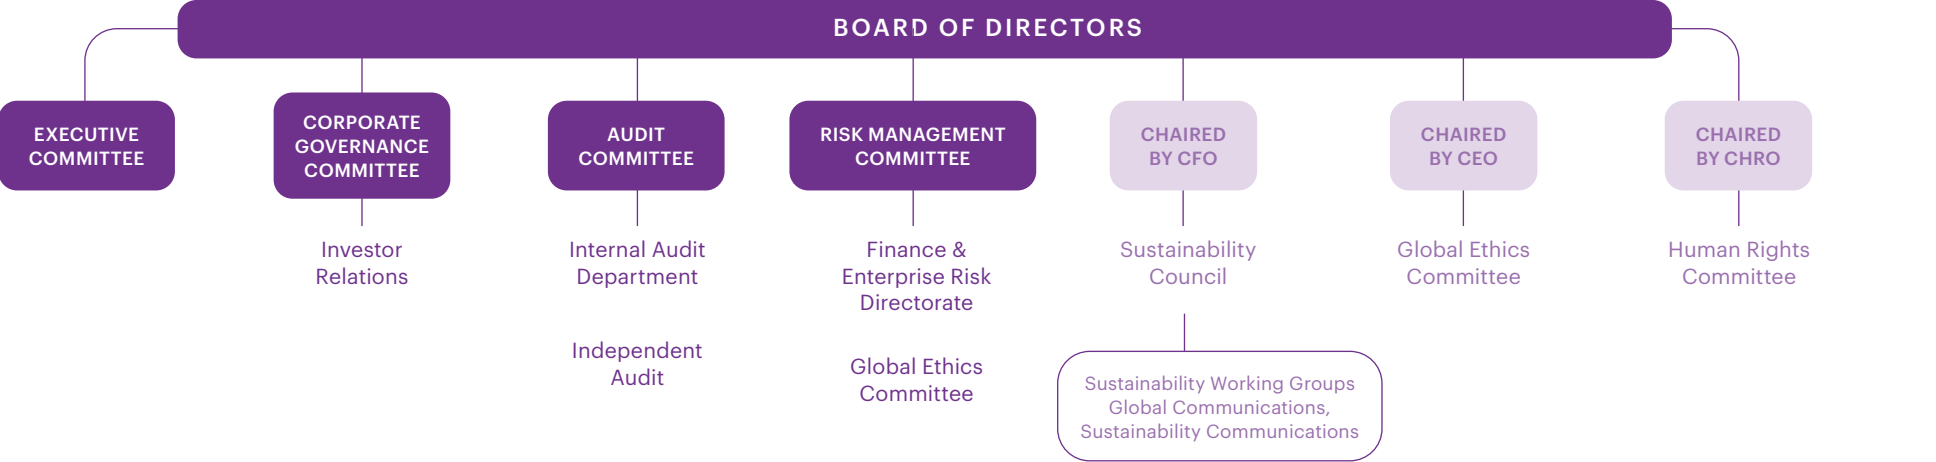 BOARD OF DIRECTORS
EXECUTIVE
COMMITTEE
CORPORATE
GOVERNANCE
COMMITTEE
Investor
Relations
AUDIT
COMMITTEE
Internal Audit
Department
Independent
Audit
RISK MANAGEMENT
COMMITTEE
Finance &
Enterprise Risk
Directorate
Global Ethics
Committee
CHAIRED
BY CFO
Sustainability
Council
Sustainability Working Groups
Global Communications,
Sustainability Communications
CHAIRED
BY CEO
Global Ethics
Committee
CHAIRED
BY CHRO
Human Rights
Committee